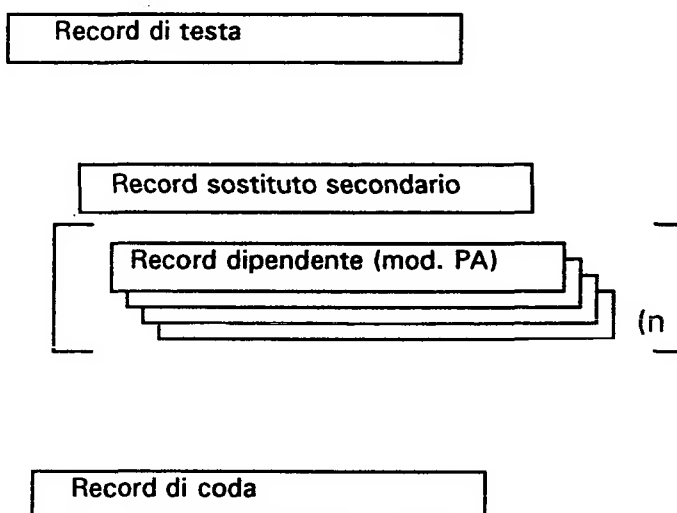 Record di testa
Record sostituto secondario
Record dipendente (mod. PA)
(n
Record di coda